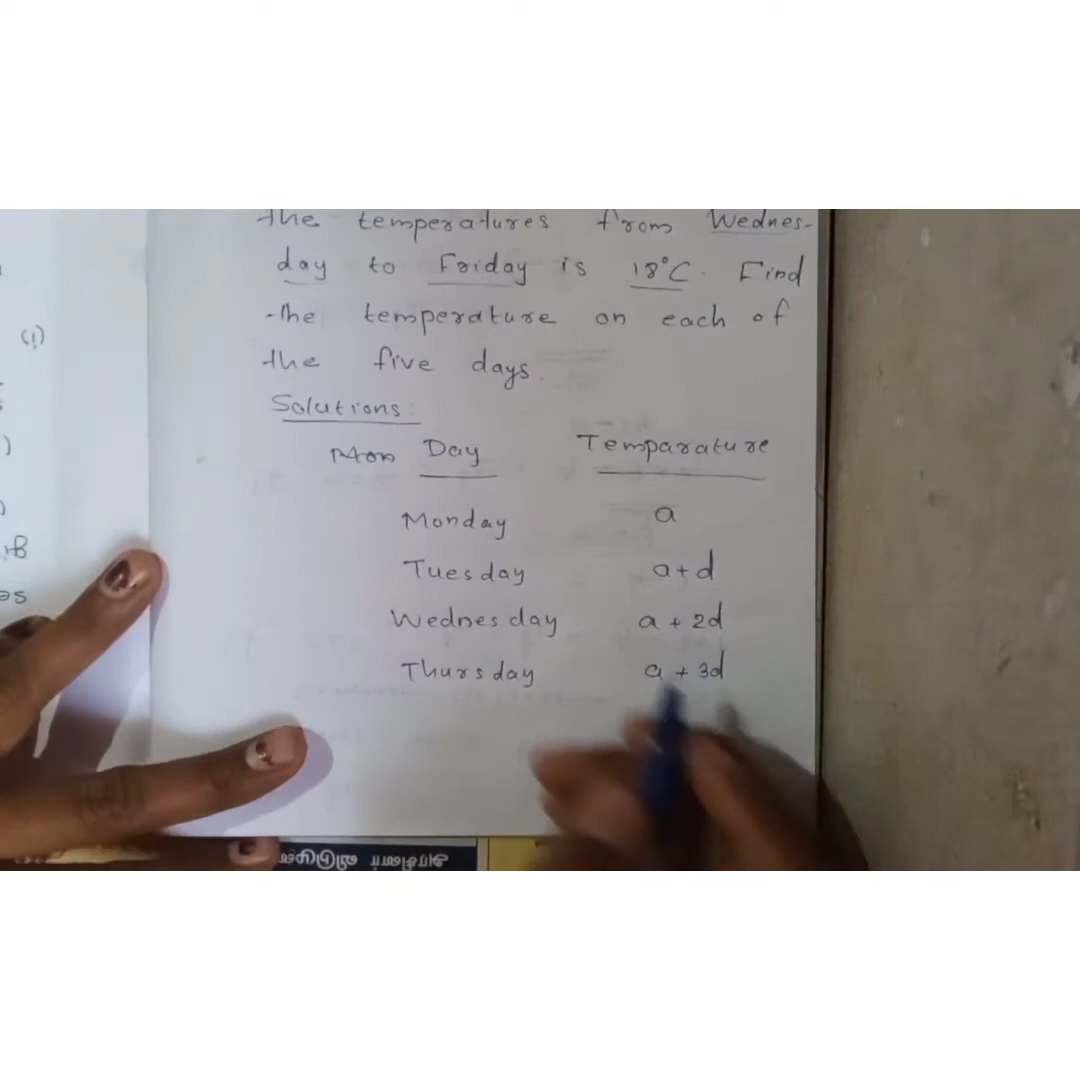 the temperatures from Wednes-
day to Friday is 18°C. Find
the temperature on each of
the five days.
Solutions:
Mon Day Temparature
Monday a
Tuesday a+d
Wednesday a + 2d
Thursday a + 3d